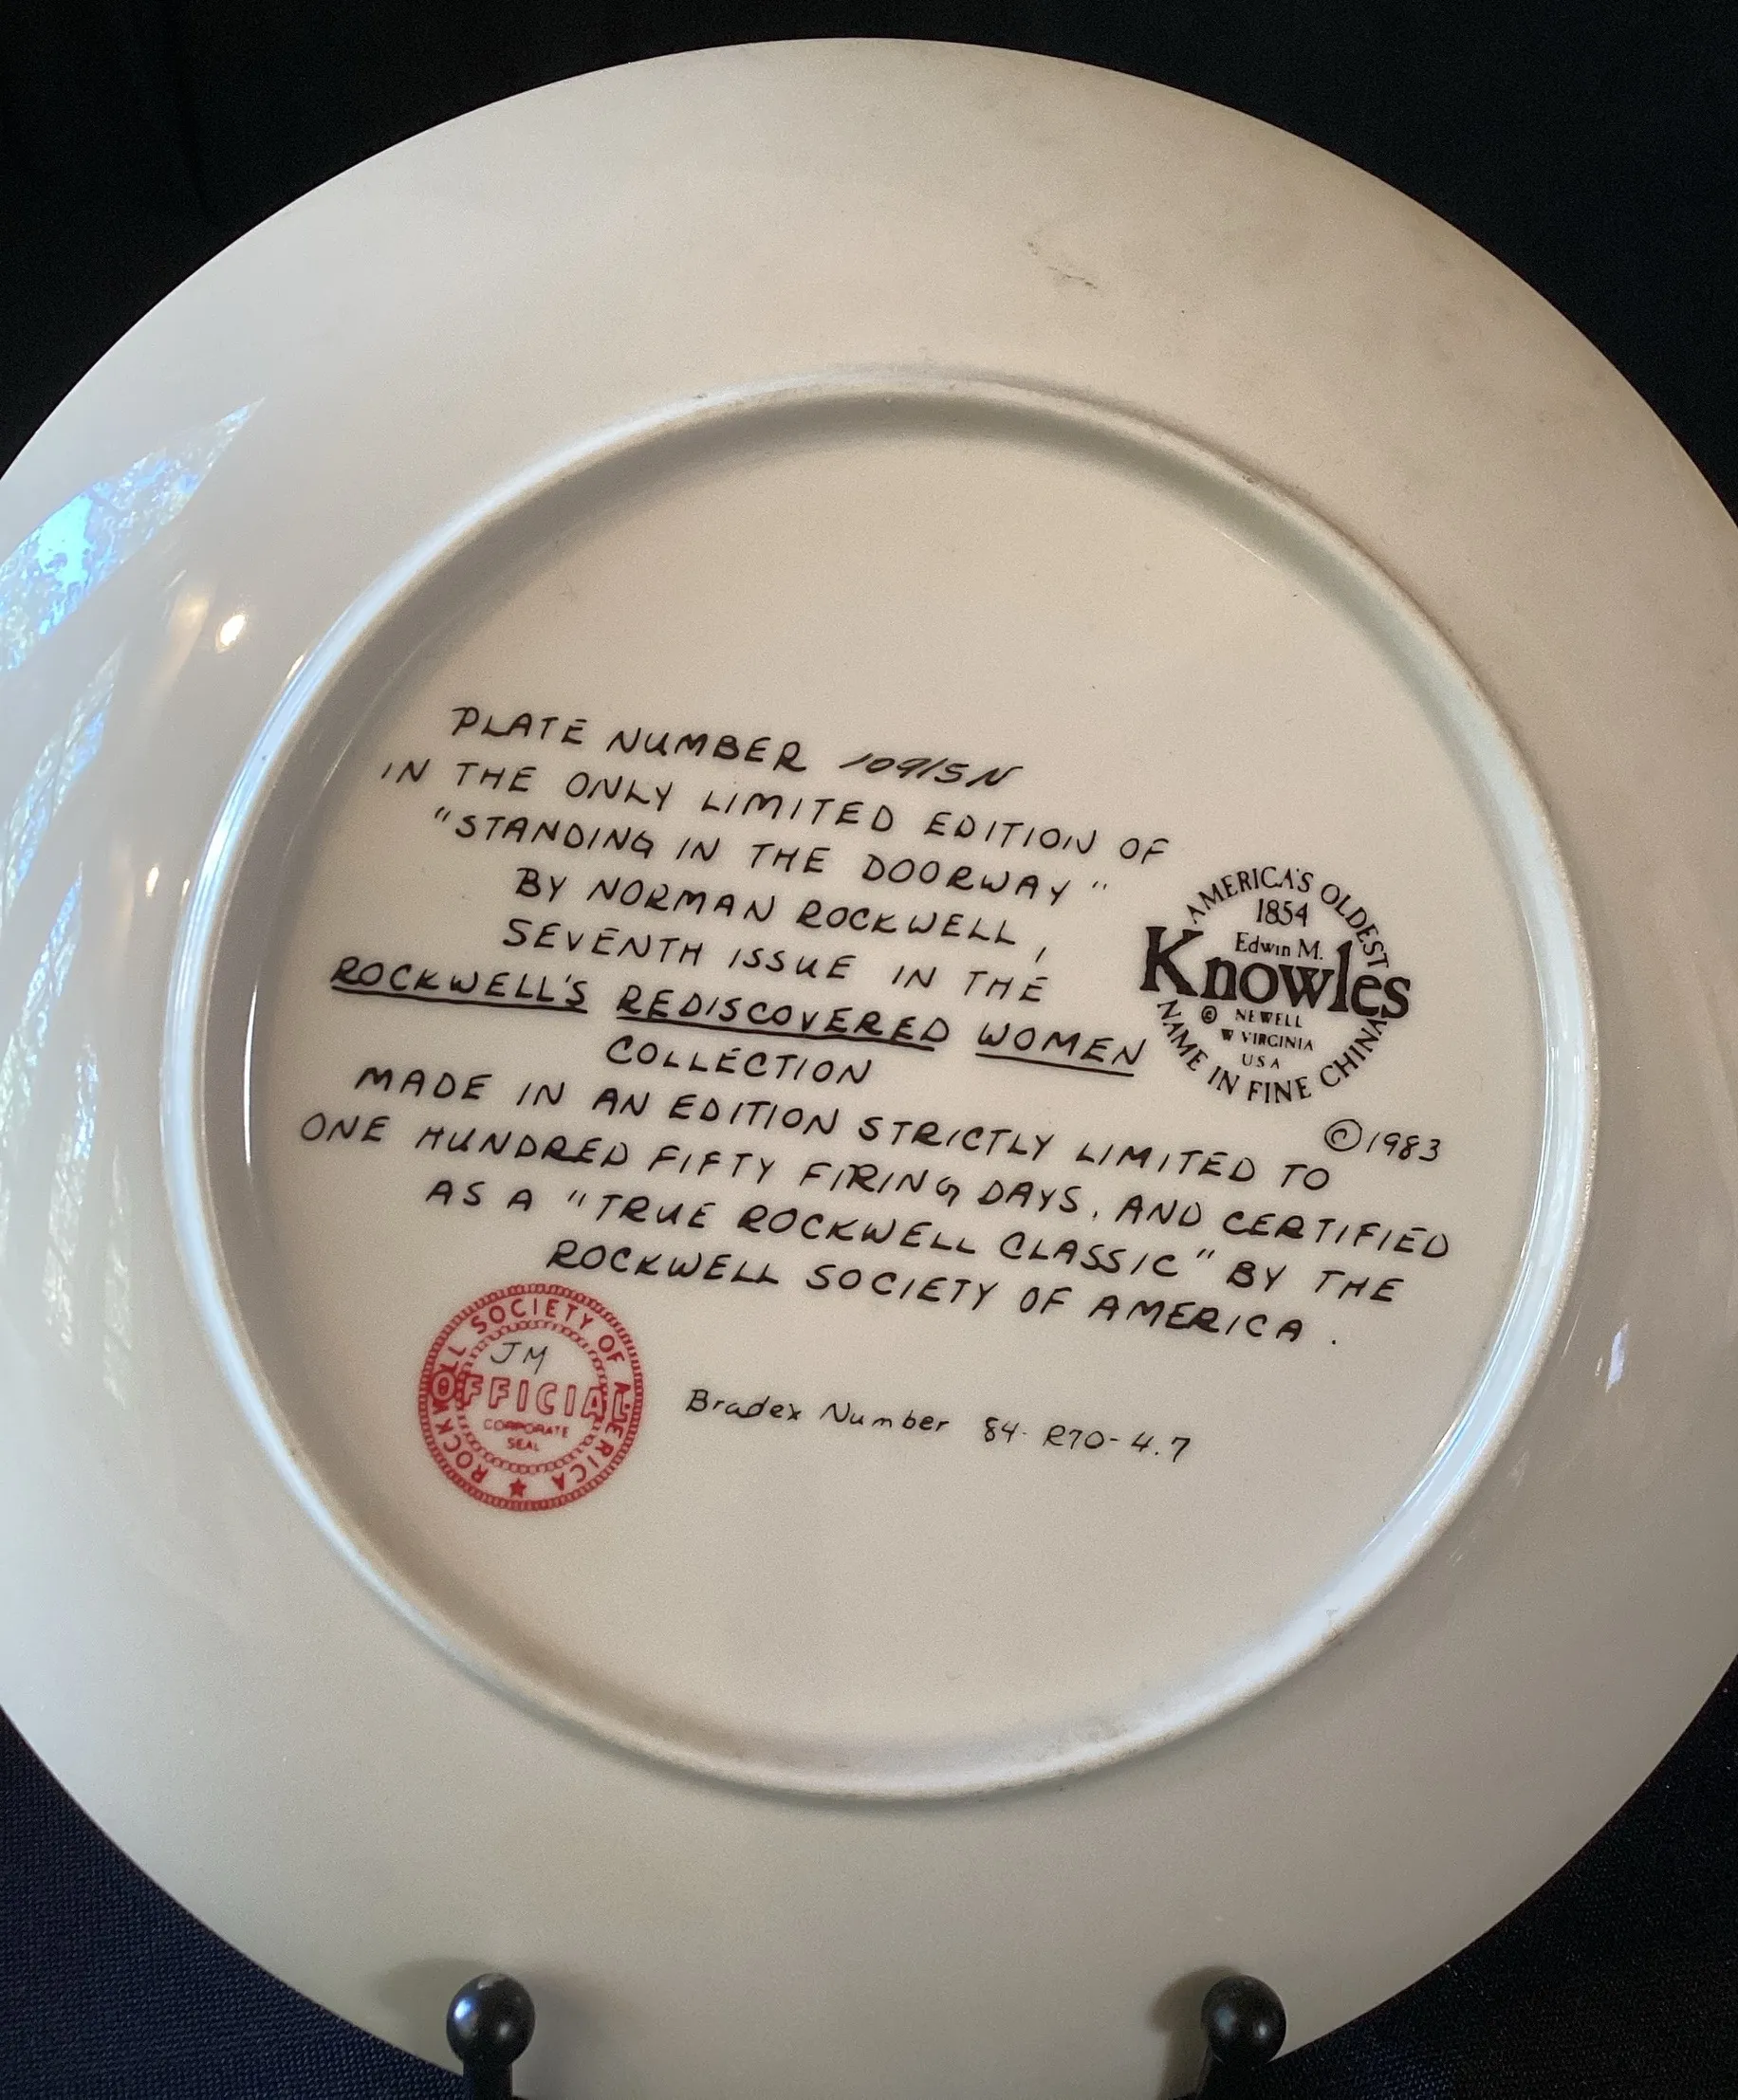 PLATE NUMBER 10915N
IN THE ONLY LIMITED EDITION OF
"STANDING IN THE DOORWAY"
BY NORMAN ROCKWELL,
SEVENTH ISSUE IN THE
ROCKWELL'S REDISCOVERED WOMEN
COLLECTION
MADE IN AN EDITION STRICTLY LIMITED TO
ONE HUNDRED FIFTY FIRING DAYS, AND CERTIFIED
AS A "TRUE ROCKWELL CLASSIC" BY THE
ROCKWELL SOCIETY OF AMERICA.
AMERICA'S OLDEST
1854
Edwin M.
Knowles
© NEWELL
W VIRGINIA
USA
NAME IN FINE CHINA
©1983
ROCKWELL SOCIETY OF AMERICA
JM
OFFICIAL
CORPORATE
SEAL
Bradex Number 84-R70-4.7